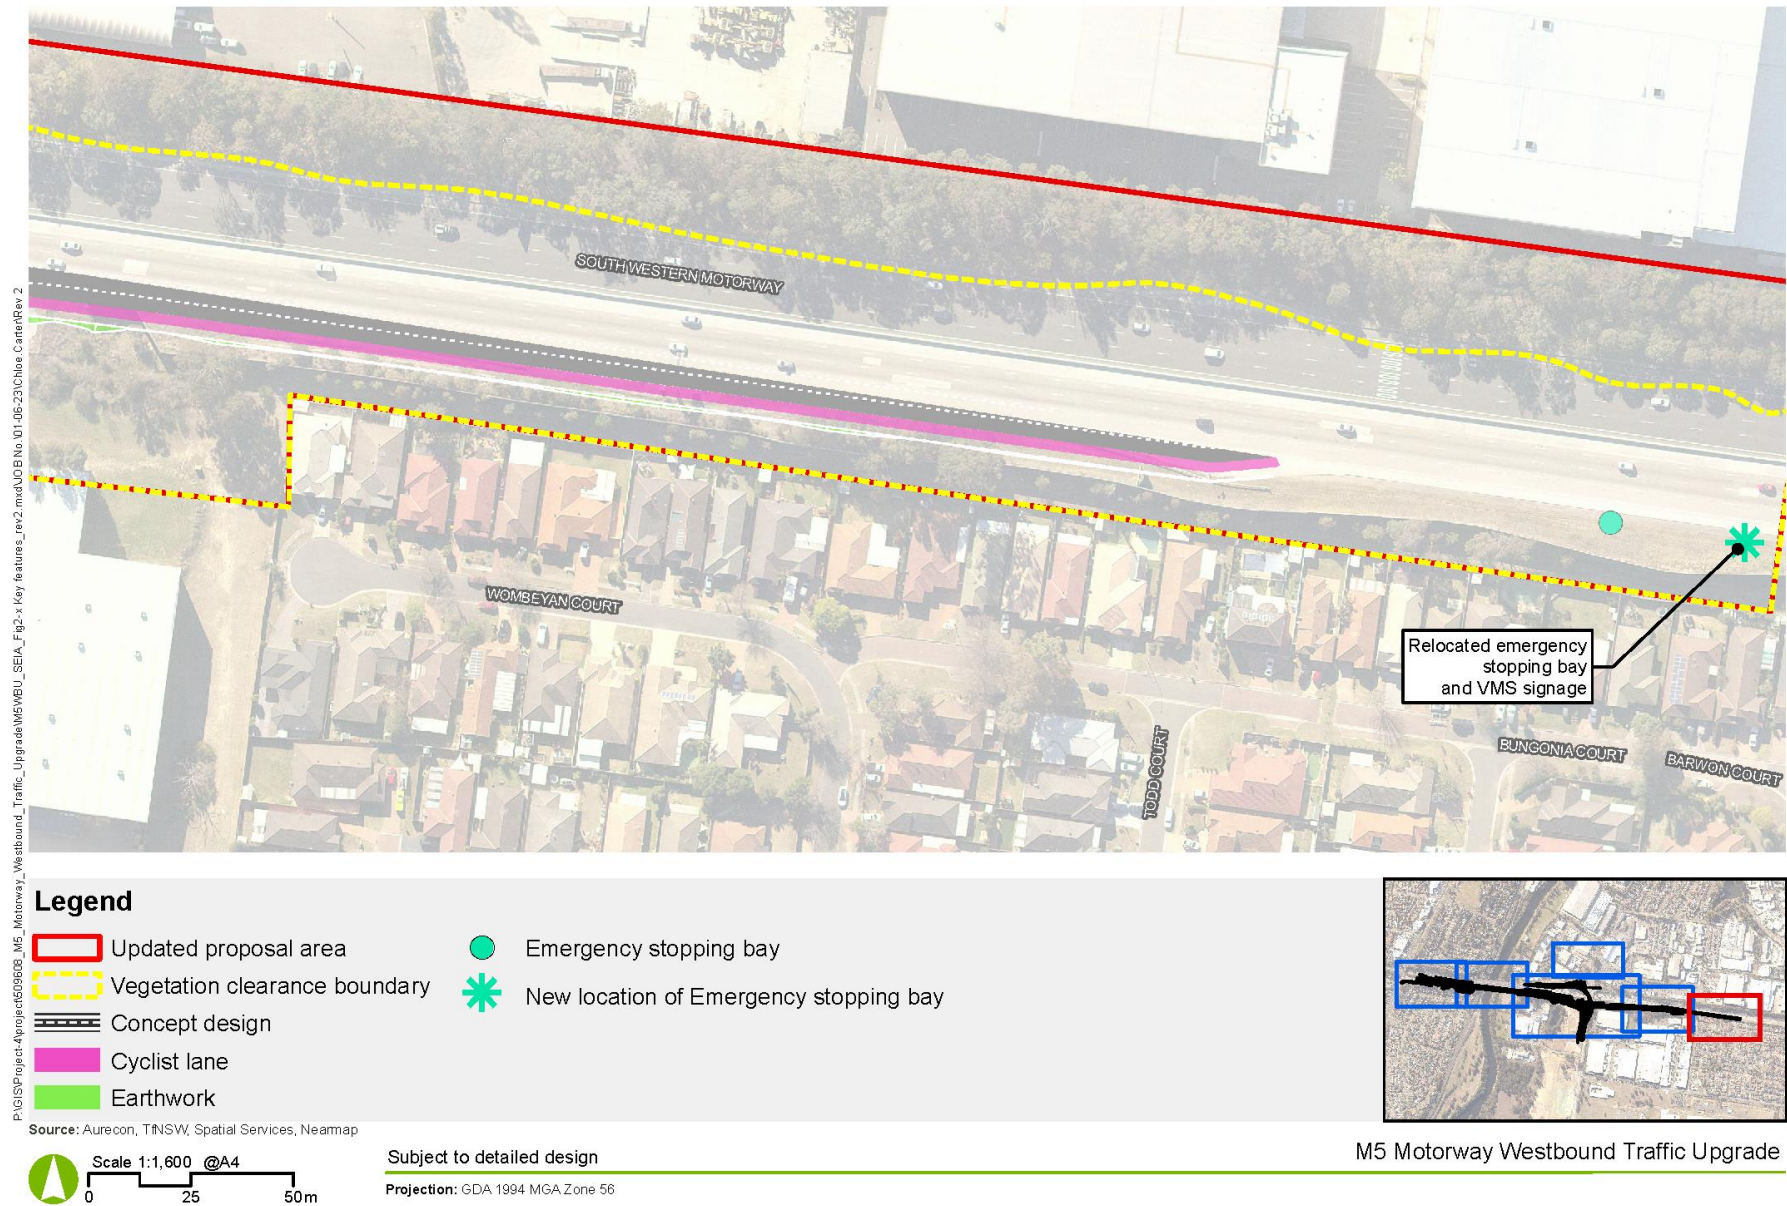 SOUTH WESTERN MOTORWAY
WOMBEYAN COURT
TODD COURT
BUNGONIA COURT
BARWON COURT
Relocated emergency
stopping bay
and VMS signage
Legend
Updated proposal area
Vegetation clearance boundary
Concept design
Cyclist lane
Earthwork
Emergency stopping bay
New location of Emergency stopping bay
Source: Aurecon, TfNSW, Spatial Services, Nearmap
Scale 1:1,600 @A4
0 25 50m
Subject to detailed design
Projection: GDA 1994 MGA Zone 56
M5 Motorway Westbound Traffic Upgrade